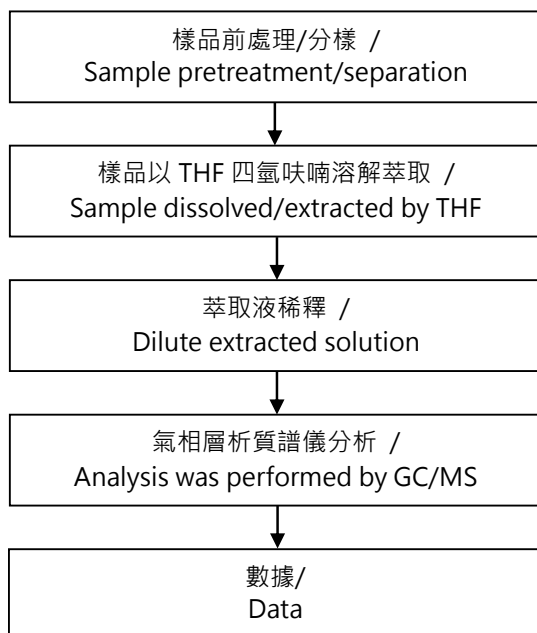 樣品前處理/分樣 /
Sample pretreatment/separation
樣品以 THF 四氫呋喃溶解萃取 /
Sample dissolved/extracted by THF
萃取液稀釋 /
Dilute extracted solution
氣相層析質譜儀分析 /
Analysis was performed by GC/MS
數據/
Data